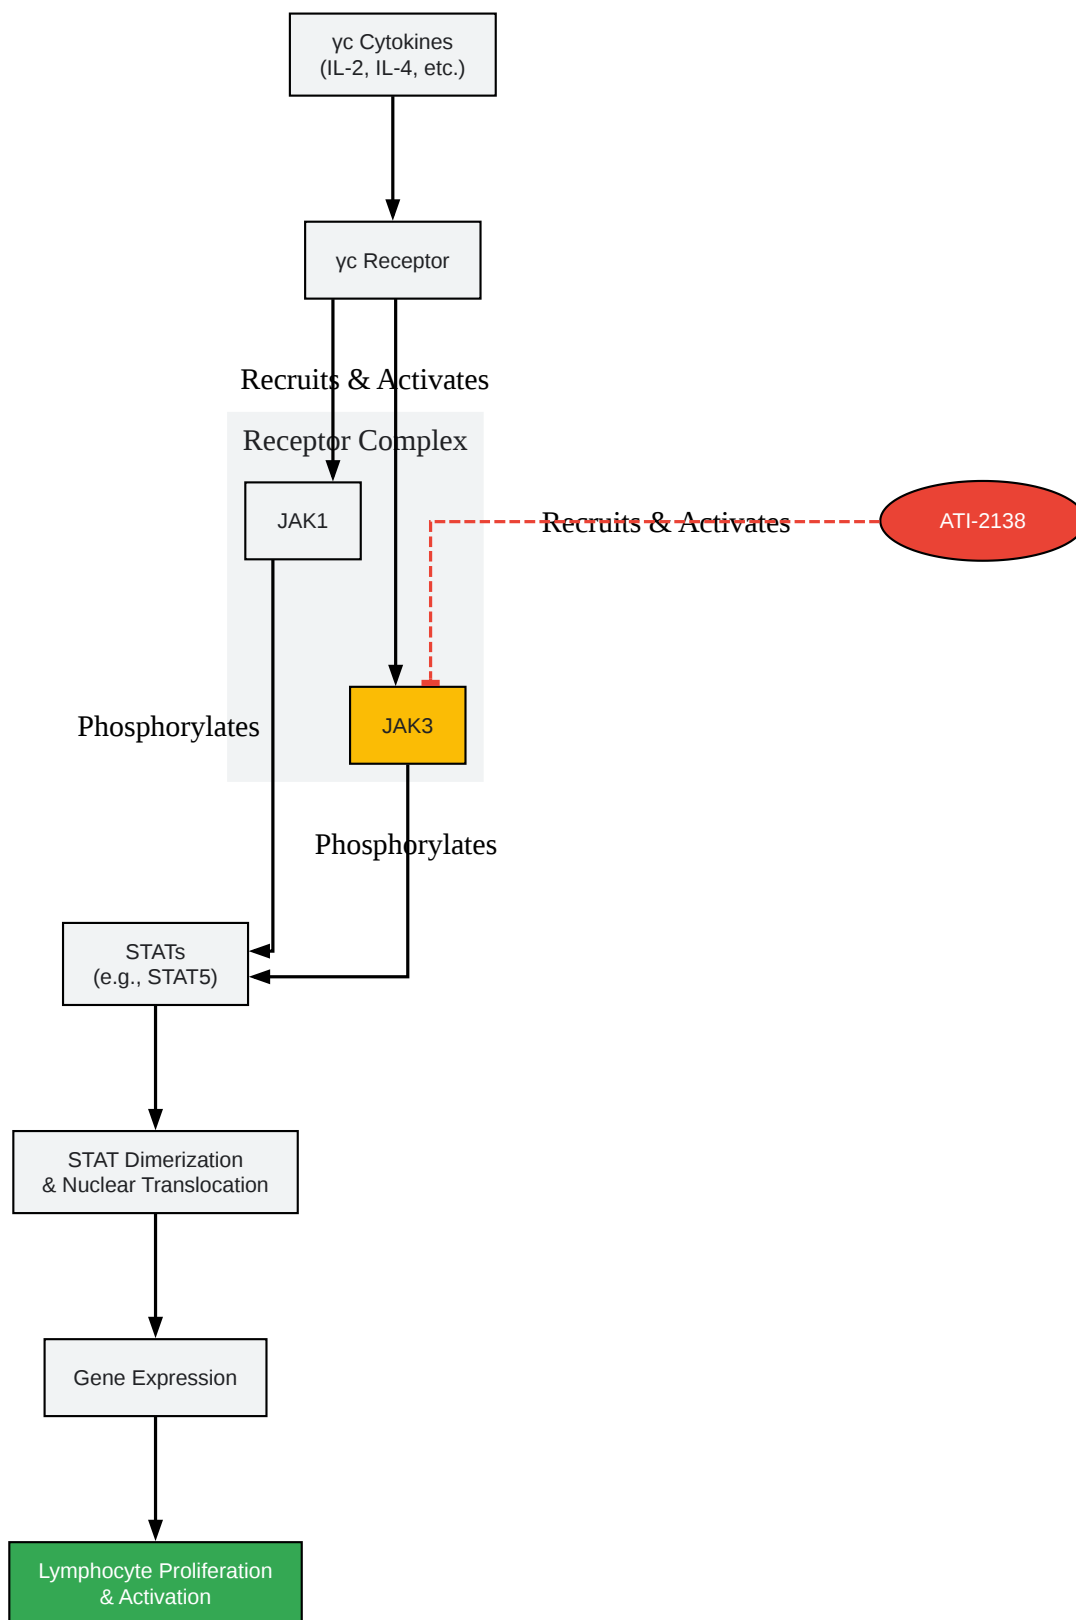 γc Cytokines
(IL-2, IL-4, etc.)
γc Receptor
Recruits & Activates
Receptor Complex
JAK1
Recruits & Activates
ATI-2138
JAK3
Phosphorylates
Phosphorylates
STATs
(e.g., STAT5)
STAT Dimerization
& Nuclear Translocation
Gene Expression
Lymphocyte Proliferation
& Activation